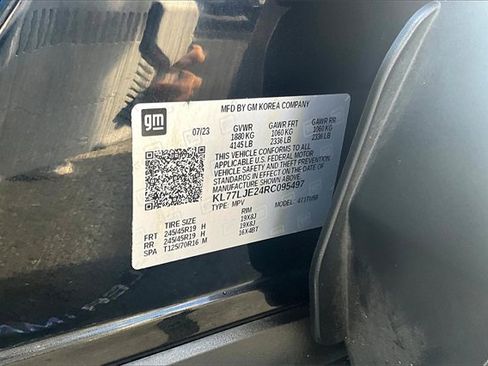 MFD BY GM KOREA COMPANY
gm
07/23 GVWR GAWR FRT GAWR RR
1880 KG 1060 KG 1060 KG
4145 LB 2336 LB 2336 LB
THIS VEHICLE CONFORMS TO ALL
APPLICABLE U.S. FEDERAL MOTOR
VEHICLE SAFETY AND THEFT PREVENTION
STANDARDS IN EFFECT ON THE DATE OF
MANUFACTURE SHOWN ABOVE.
KL77LJE24RC095497
TYPE: MPV
TIRE SIZE RIM
FRT 245/45R19 H 19X8J
RR 245/45R19 H 19X8J
SPA T125/70R16 M 16X4BT